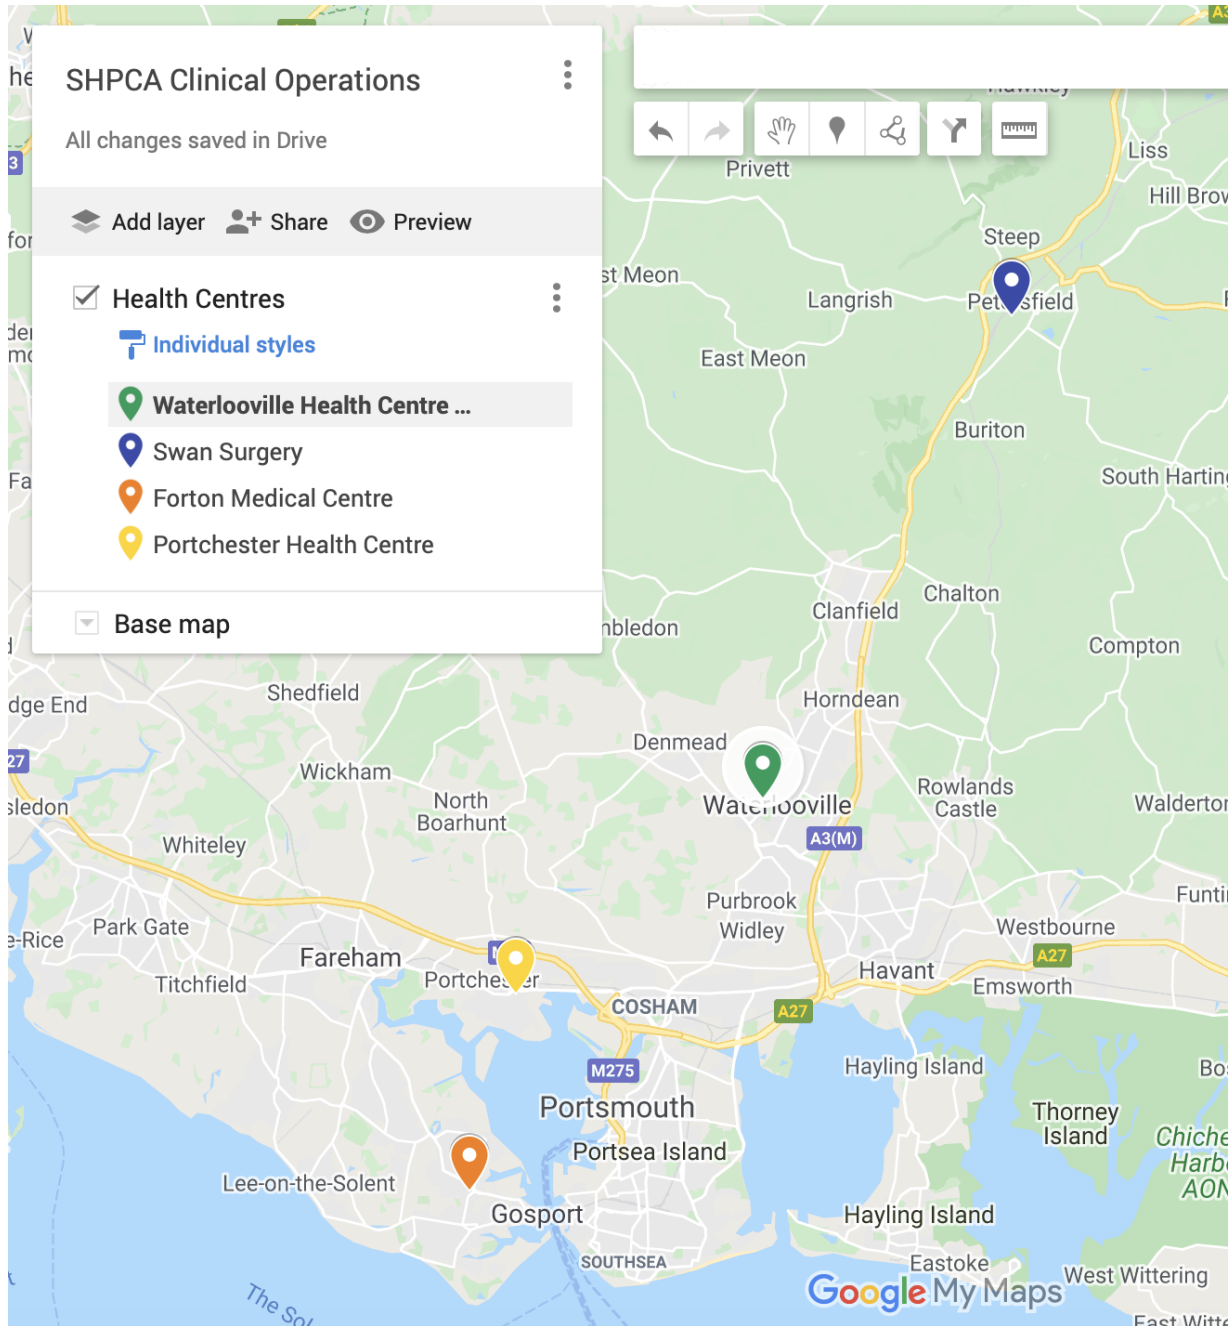 SHPCA Clinical Operations
All changes saved in Drive
Add layer Share Preview
Health Centres
Individual styles
Waterlooville Health Centre ...
Swan Surgery
Forton Medical Centre
Portchester Health Centre
Base map
Privett
Liss
Hill Brow
Steep
Langrish
Petersfield
East Meon
Buriton
South Harting
Chalton
Clanfield
Compton
Shedfield
Horndean
Denmead
Wickham
27
Rowlands
Castle
North
Boarhunt
Waterlooville
A3(M)
Whiteley
Purbrook
Park Gate
Widley
Westbourne
Fareham
A27
Portchester
Havant
Titchfield
Emsworth
COSHAM
A27
M275
Hayling Island
Portsmouth
Thorney
Island
Portsea Island
Lee-on-the-Solent
Gosport
Hayling Island
SOUTHSEA
Eastoke
West Wittering
Google My Maps